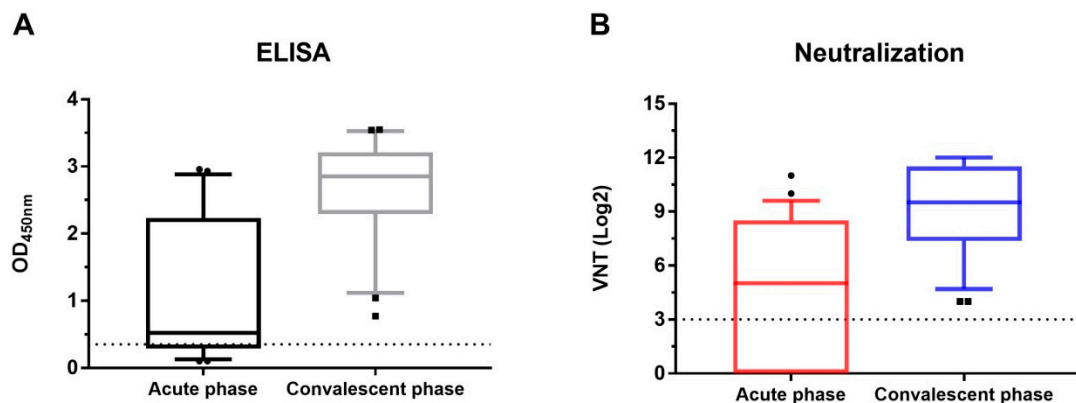 A
ELISA
OD450nm
4
3
2
1
0
Acute phase
Convalescent phase
B
Neutralization
VNT (Log2)
15
12
9
6
3
0
Acute phase
Convalescent phase